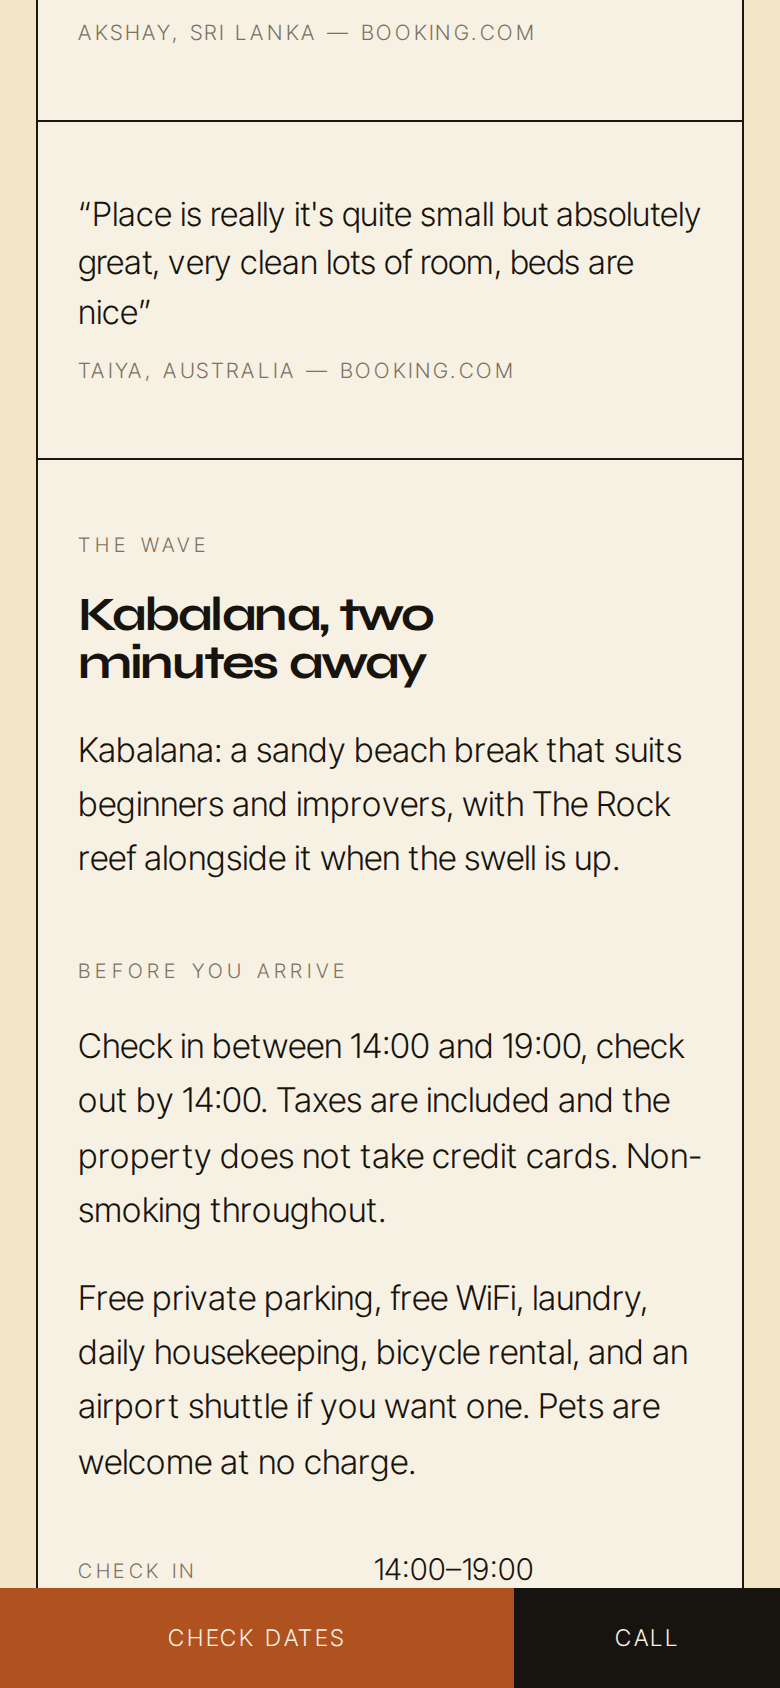 AKSHAY, SRI LANKA — BOOKING.COM
“Place is really it's quite small but absolutely
great, very clean lots of room, beds are
nice”
TAIYA, AUSTRALIA — BOOKING.COM
THE WAVE
Kabalana, two
minutes away
Kabalana: a sandy beach break that suits
beginners and improvers, with The Rock
reef alongside it when the swell is up.
BEFORE YOU ARRIVE
Check in between 14:00 and 19:00, check
out by 14:00. Taxes are included and the
property does not take credit cards. Non-
smoking throughout.
Free private parking, free WiFi, laundry,
daily housekeeping, bicycle rental, and an
airport shuttle if you want one. Pets are
welcome at no charge.
CHECK IN 14:00–19:00
CHECK DATES CALL